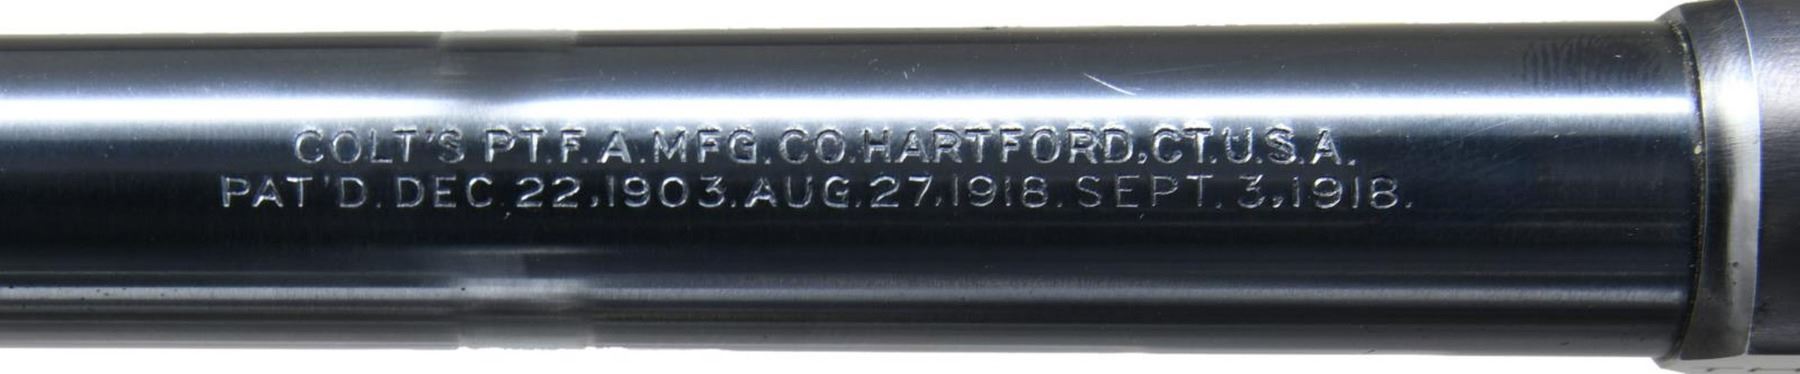 COLT'S PT.F.A.MFG.CO.HARTFORD,CT.U.S.A.
PAT'D.DEC.22,1903.AUG.27,1918.SEPT.3,1918.